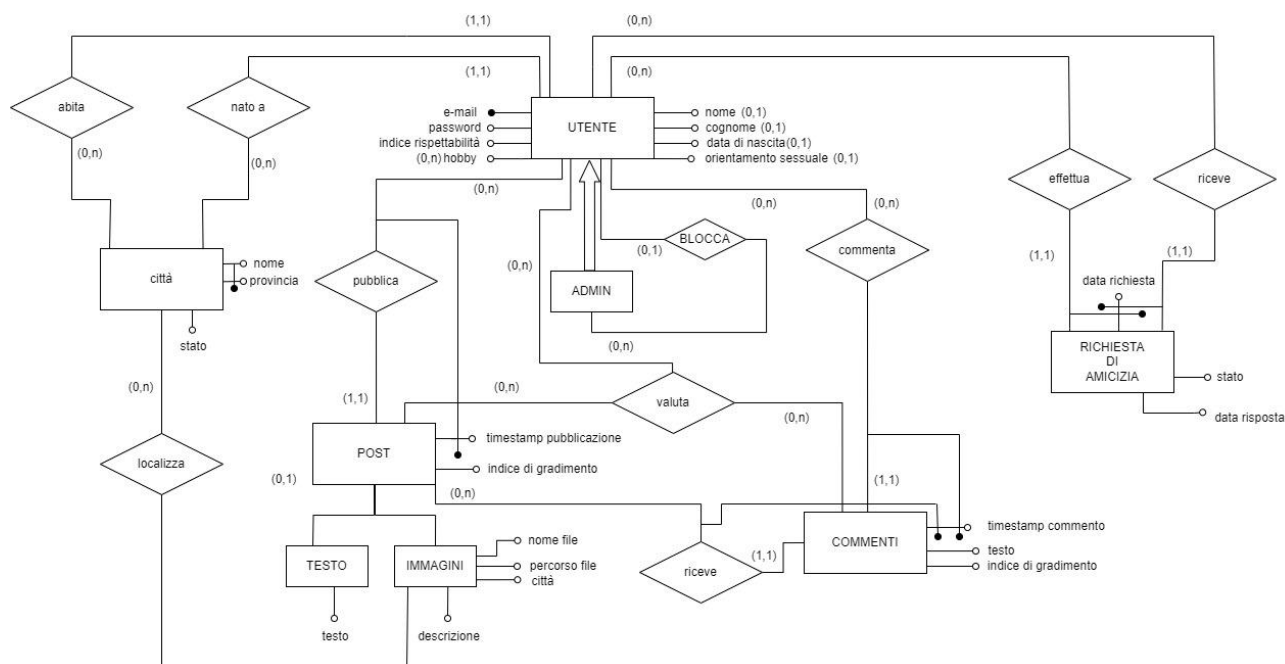 (1,1)
(0,n)
(1,1)
(0,n)
abita
nato a
e-mail
password
indice rispettabilità
(0,n) hobby
UTENTE
nome (0,1)
cognome (0,1)
data di nascita(0,1)
orientamento sessuale (0,1)
(0,n)
(0,n)
effettua
riceve
(0,n)
(0,n)
(0,n)
BLOCCA
(0,1)
commenta
(0,n)
(1,1)
(1,1)
città
nome
provincia
stato
pubblica
ADMIN
data richiesta
RICHIESTA
DI
AMICIZIA
stato
data risposta
(0,n)
(0,n)
(0,n)
(1,1)
valuta
(0,n)
POST
timestamp pubblicazione
indice di gradimento
localizza
(0,1)
(0,n)
(1,1)
COMMENTI
timestamp commento
testo
indice di gradimento
TESTO
IMMAGINI
nome file
percorso file
città
riceve
(1,1)
testo
descrizione